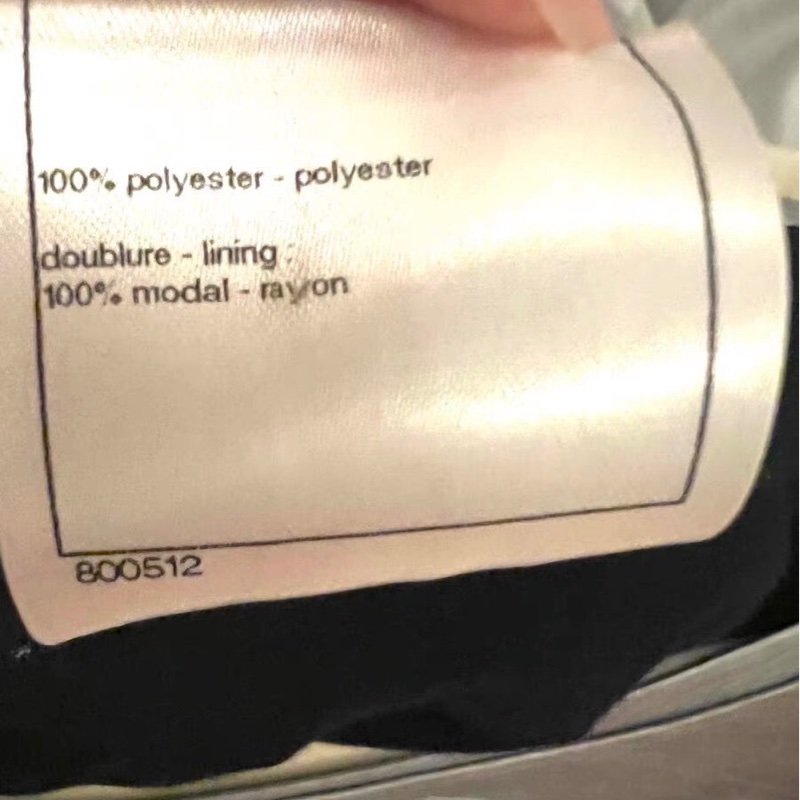 100% polyester - polyester
doublure - lining :
100% modal - rayon
800512